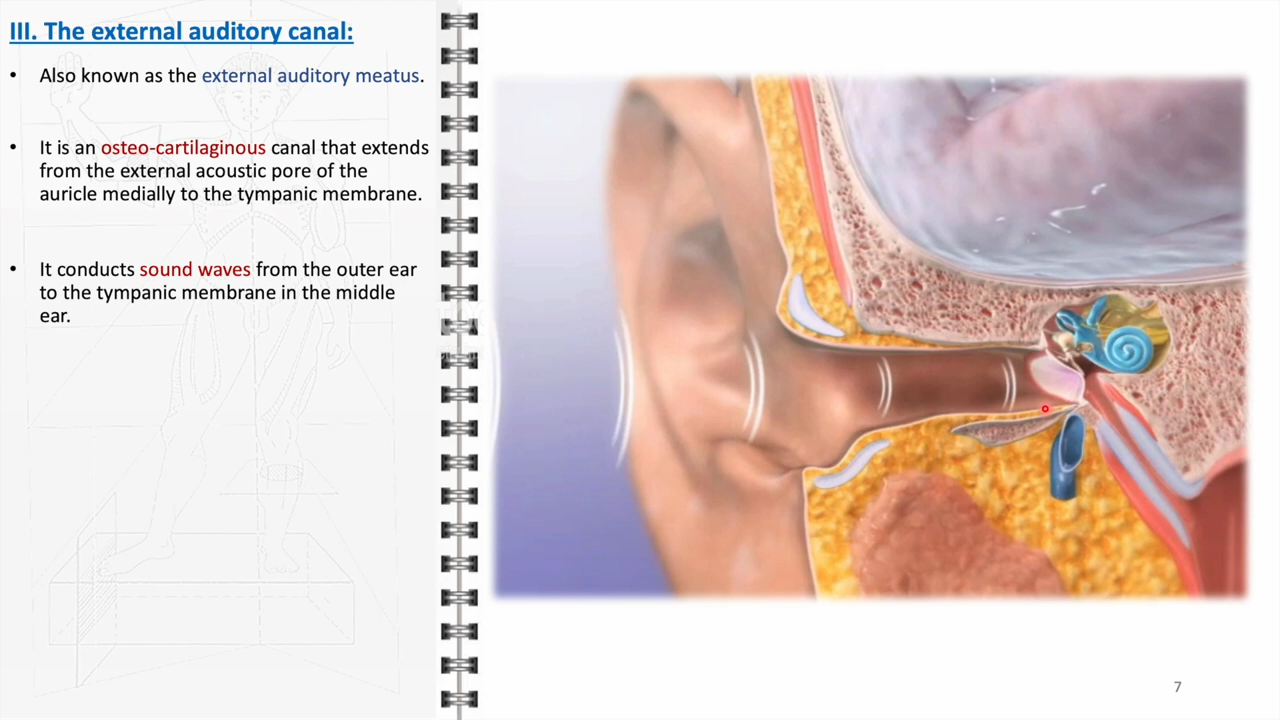 III. The external auditory canal:
• Also known as the external auditory meatus.
• It is an osteo-cartilaginous canal that extends
from the external acoustic pore of the
auricle medially to the tympanic membrane.
• It conducts sound waves from the outer ear
to the tympanic membrane in the middle
ear.
7